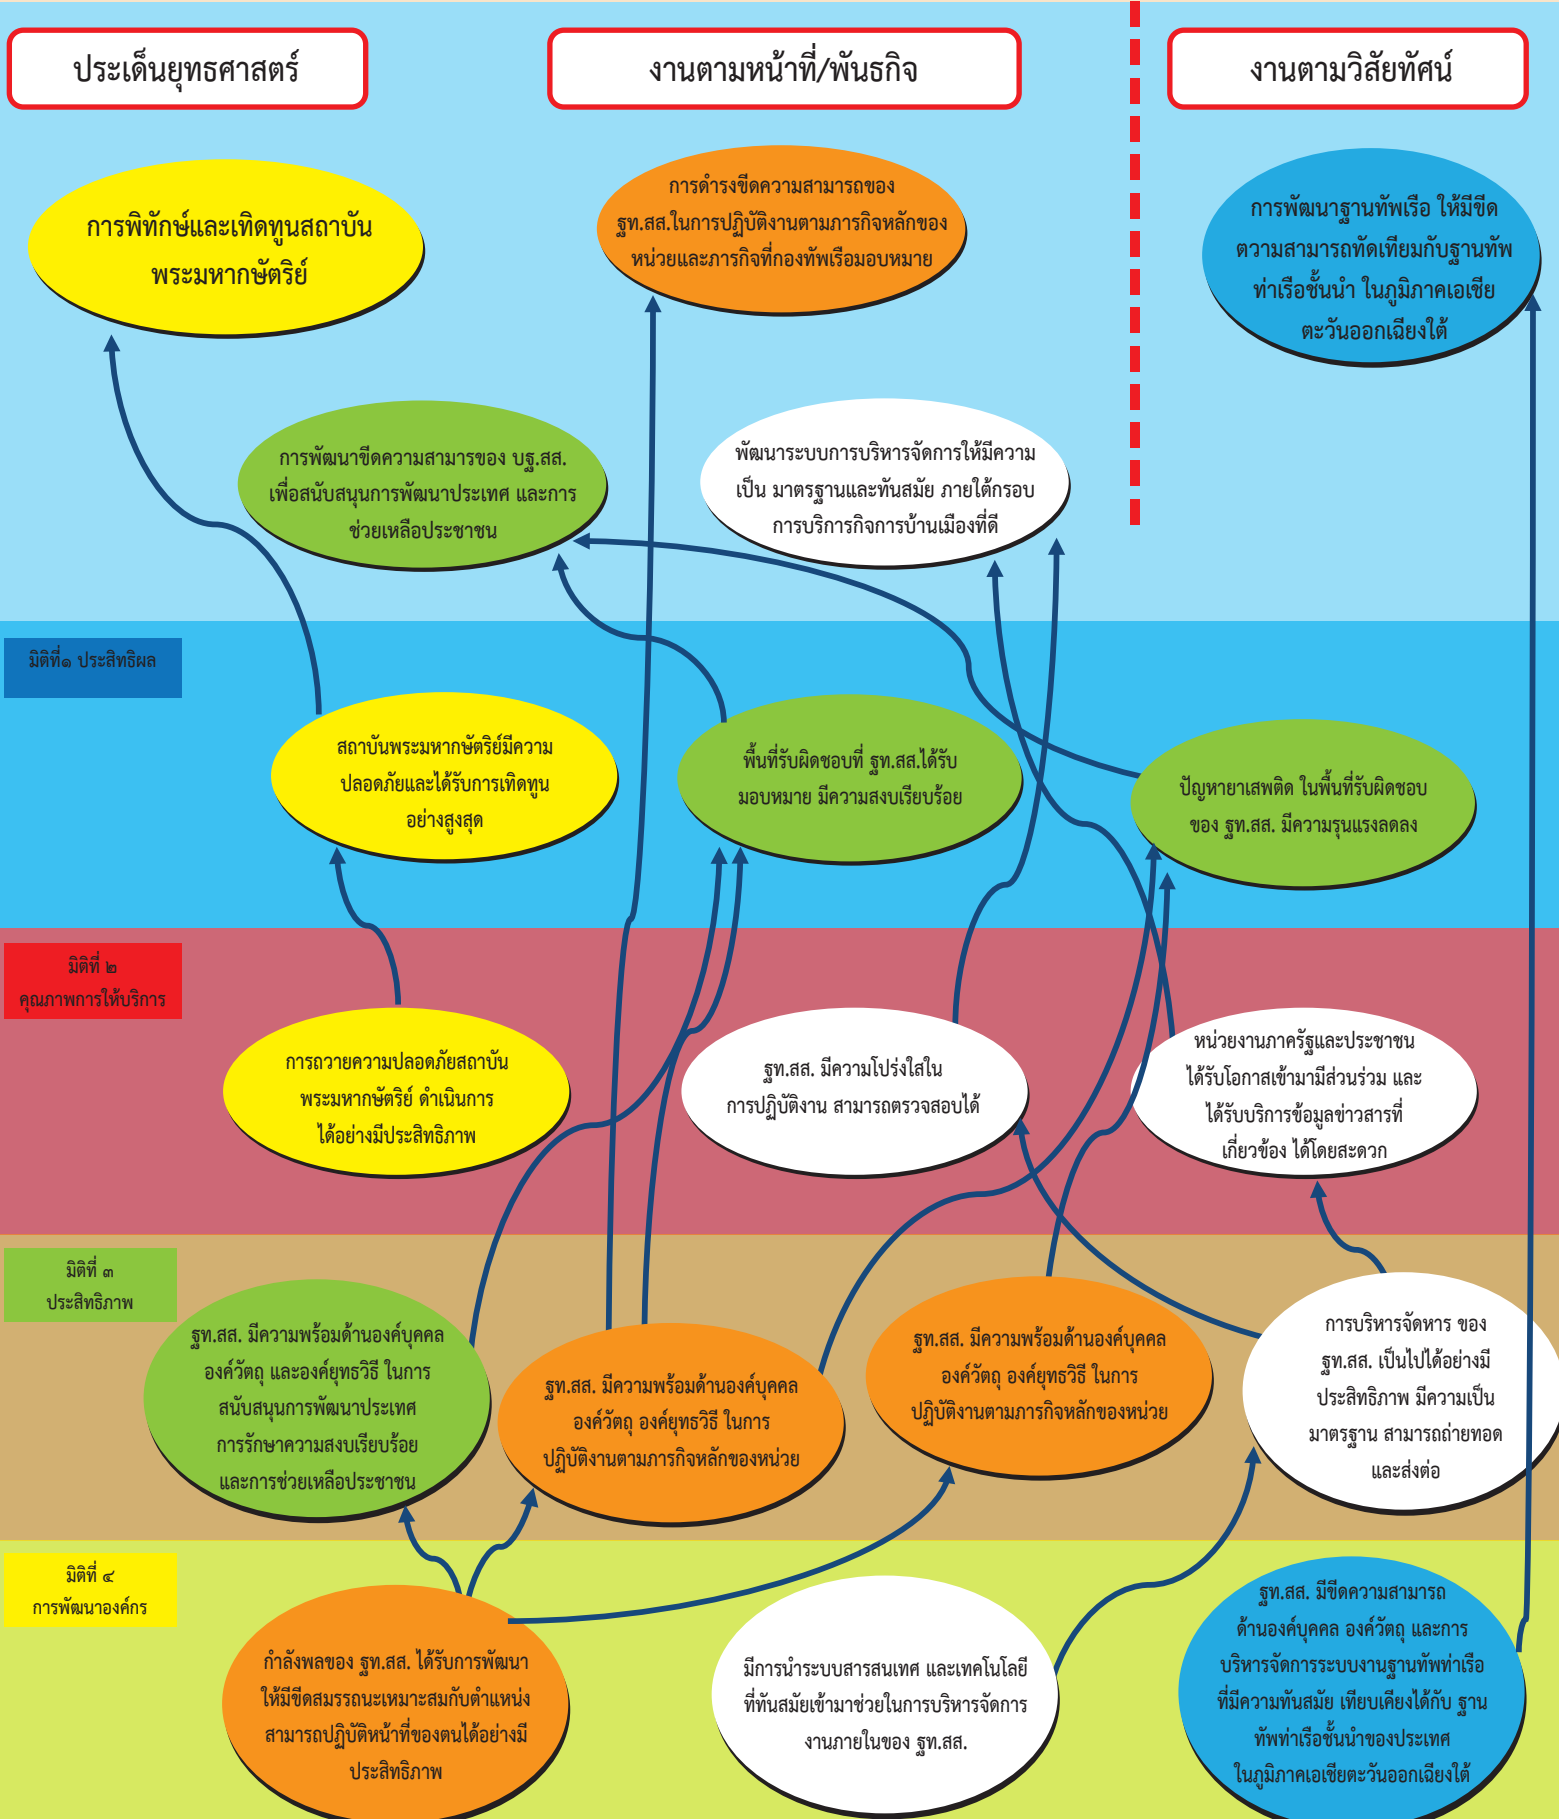 ประเด็นยุทธศาสตร์
งานตามหน้าที่/พันธกิจ
งานตามวิสัยทัศน์
การพิทักษ์และเทิดทูนสถาบัน
พระมหากษัตริย์
การดำรงขีดความสามารถของ
ฐท.สส.ในการปฏิบัติงานตามภารกิจหลักของ
หน่วยและภารกิจที่กองทัพเรือมอบหมาย
การพัฒนาฐานทัพเรือ ให้มีขีด
ตวามสามารถทัดเทียมกับฐานทัพ
ท่าเรือชั้นนำ ในภูมิภาคเอเชีย
ตะวันออกเฉียงใต้
การพัฒนาขีดความสามารของ บฐ.สส.
เพื่อสนับสนุนการพัฒนาประเทศ และการ
ช่วยเหลือประชาชน
พัฒนาระบบการบริหารจัดการให้มีความ
เป็น มาตรฐานและทันสมัย ภายใต้กรอบ
การบริการกิจการบ้านเมืองที่ดี
มิติที่๑ ประสิทธิผล
สถาบันพระมหากษัตริย์มีความ
ปลอดภัยและได้รับการเทิดทูน
อย่างสูงสุด
พื้นที่รับผิดชอบที่ ฐท.สส.ได้รับ
มอบหมาย มีความสงบเรียบร้อย
ปัญหายาเสพติด ในพื้นที่รับผิดชอบ
ของ ฐท.สส. มีความรุนแรงลดลง
มิติที่ ๒
คุณภาพการให้บริการ
การถวายความปลอดภัยสถาบัน
พระมหากษัตริย์ ดำเนินการ
ได้อย่างมีประสิทธิภาพ
ฐท.สส. มีความโปร่งใสใน
การปฏิบัติงาน สามารถตรวจสอบได้
หน่วยงานภาครัฐและประชาชน
ได้รับโอกาสเข้ามามีส่วนร่วม และ
ได้รับบริการข้อมูลข่าวสารที่
เกี่ยวข้อง ได้โดยสะดวก
มิติที่ ๓
ประสิทธิภาพ
ฐท.สส. มีความพร้อมด้านองค์บุคคล
องค์วัตถุ และองค์ยุทธวิธี ในการ
สนับสนุนการพัฒนาประเทศ
การรักษาความสงบเรียบร้อย
และการช่วยเหลือประชาชน
ฐท.สส. มีความพร้อมด้านองค์บุคคล
องค์วัตถุ องค์ยุทธวิธี ในการ
ปฏิบัติงานตามภารกิจหลักของหน่วย
ฐท.สส. มีความพร้อมด้านองค์บุคคล
องค์วัตถุ องค์ยุทธวิธี ในการ
ปฏิบัติงานตามภารกิจหลักของหน่วย
การบริหารจัดหาร ของ
ฐท.สส. เป็นไปได้อย่างมี
ประสิทธิภาพ มีความเป็น
มาตรฐาน สามารถถ่ายทอด
และส่งต่อ
มิติที่ ๔
การพัฒนาองค์กร
กำลังพลของ ฐท.สส. ได้รับการพัฒนา
ให้มีขีดสมรรถนะเหมาะสมกับตำแหน่ง
สามารถปฏิบัติหน้าที่ของตนได้อย่างมี
ประสิทธิภาพ
มีการนำระบบสารสนเทศ และเทคโนโลยี
ที่ทันสมัยเข้ามาช่วยในการบริหารจัดการ
งานภายในของ ฐท.สส.
ฐท.สส. มีขีดความสามารถ
ด้านองค์บุคคล องค์วัตถุ และการ
บริหารจัดการระบบงานฐานทัพท่าเรือ
ที่มีความทันสมัย เทียบเคียงได้กับ ฐาน
ทัพท่าเรือชั้นนำของประเทศ
ในภูมิภาคเอเชียตะวันออกเฉียงใต้